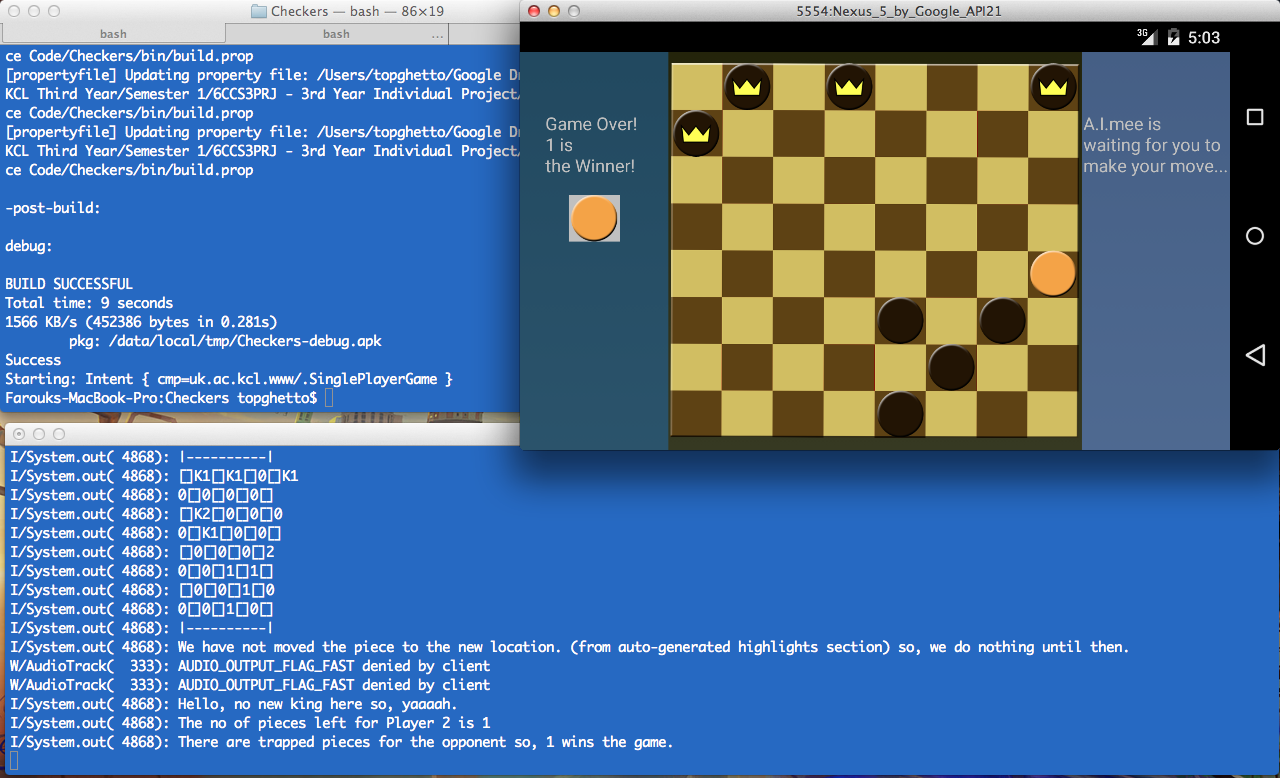 Checkers — bash — 86×19
bash
bash
...
ce Code/Checkers/bin/build.prop
[propertyfile] Updating property file: /Users/topghetto/Google Dr
KCL Third Year/Semester 1/6CCS3PRJ - 3rd Year Individual Project/
ce Code/Checkers/bin/build.prop
[propertyfile] Updating property file: /Users/topghetto/Google Dr
KCL Third Year/Semester 1/6CCS3PRJ - 3rd Year Individual Project/
ce Code/Checkers/bin/build.prop
-post-build:
debug:
BUILD SUCCESSFUL
Total time: 9 seconds
1566 KB/s (452386 bytes in 0.281s)
pkg: /data/local/tmp/Checkers-debug.apk
Success
Starting: Intent { cmp=uk.ac.kcl.www/.SinglePlayerGame }
Farouks-MacBook-Pro:Checkers topghetto$
5554:Nexus_5_by_Google_API21
3G 5:03
Game Over!
1 is
the Winner!
A.I.mee is
waiting for you to
make your move...
I/System.out( 4868): |----------|
I/System.out( 4868): □K1□K1□0□K1
I/System.out( 4868): 0□0□0□0□
I/System.out( 4868): □K2□0□0□0
I/System.out( 4868): 0□K1□0□0□
I/System.out( 4868): □0□0□0□2
I/System.out( 4868): 0□0□1□1□
I/System.out( 4868): □0□0□1□0
I/System.out( 4868): 0□0□1□0□
I/System.out( 4868): |----------|
I/System.out( 4868): We have not moved the piece to the new location. (from auto-generated highlights section) so, we do nothing until then.
W/AudioTrack(  333): AUDIO_OUTPUT_FLAG_FAST denied by client
W/AudioTrack(  333): AUDIO_OUTPUT_FLAG_FAST denied by client
I/System.out( 4868): Hello, no new king here so, yaaaah.
I/System.out( 4868): The no of pieces left for Player 2 is 1
I/System.out( 4868): There are trapped pieces for the opponent so, 1 wins the game.